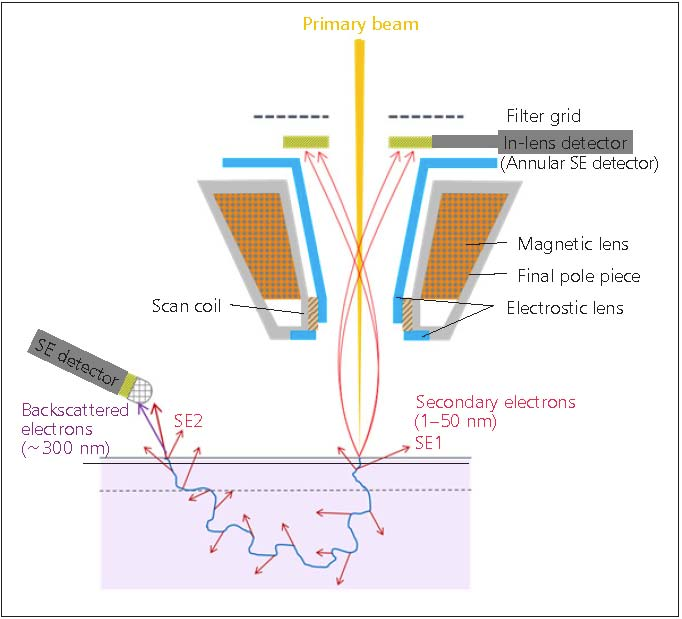 Primary beam
Filter grid
In-lens detector
(Annular SE detector)
Magnetic lens
Final pole piece
Scan coil
Electrostic lens
SE detector
Backscattered
electrons
(~300 nm)
SE2
Secondary electrons
(1–50 nm)
SE1